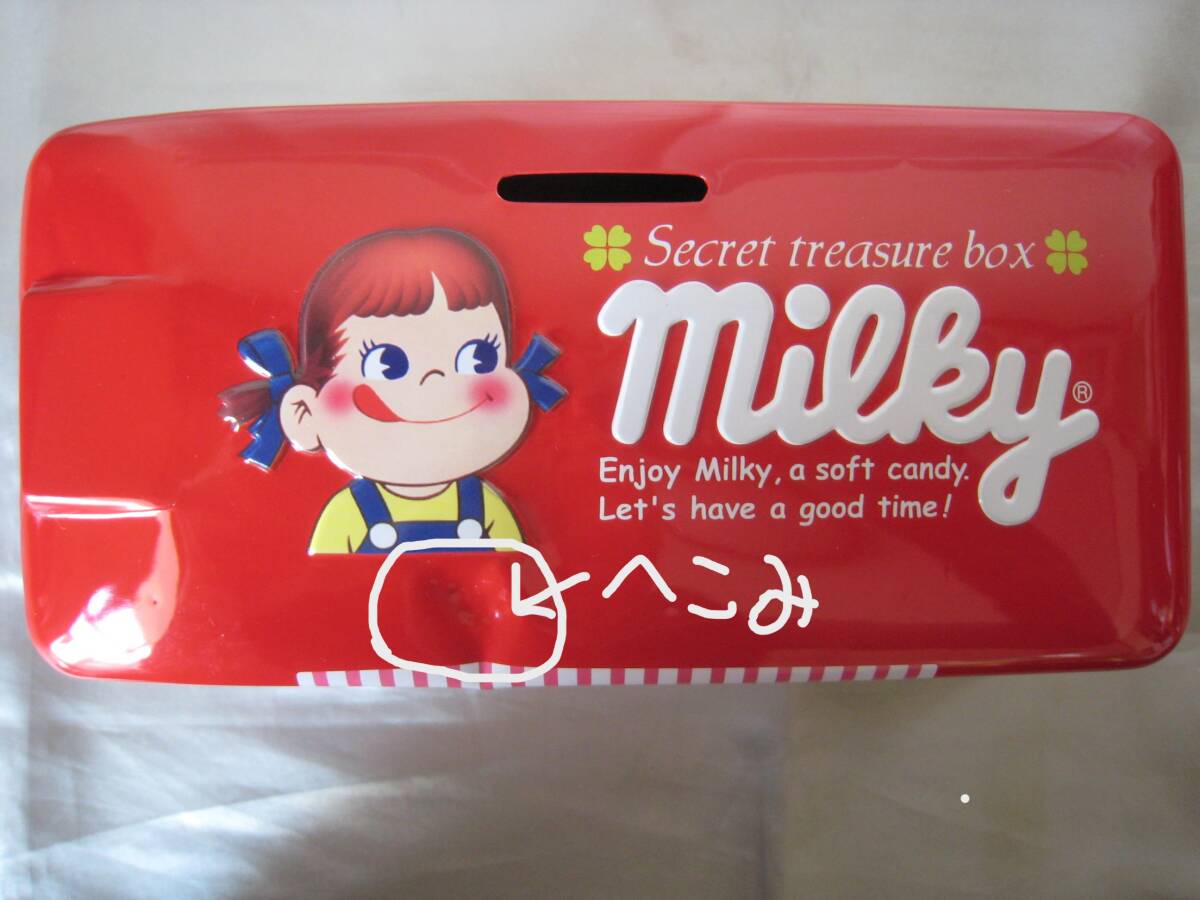 Secret treasure box
Milky®
Enjoy Milky, a soft candy.
Let's have a good time!
へこみ